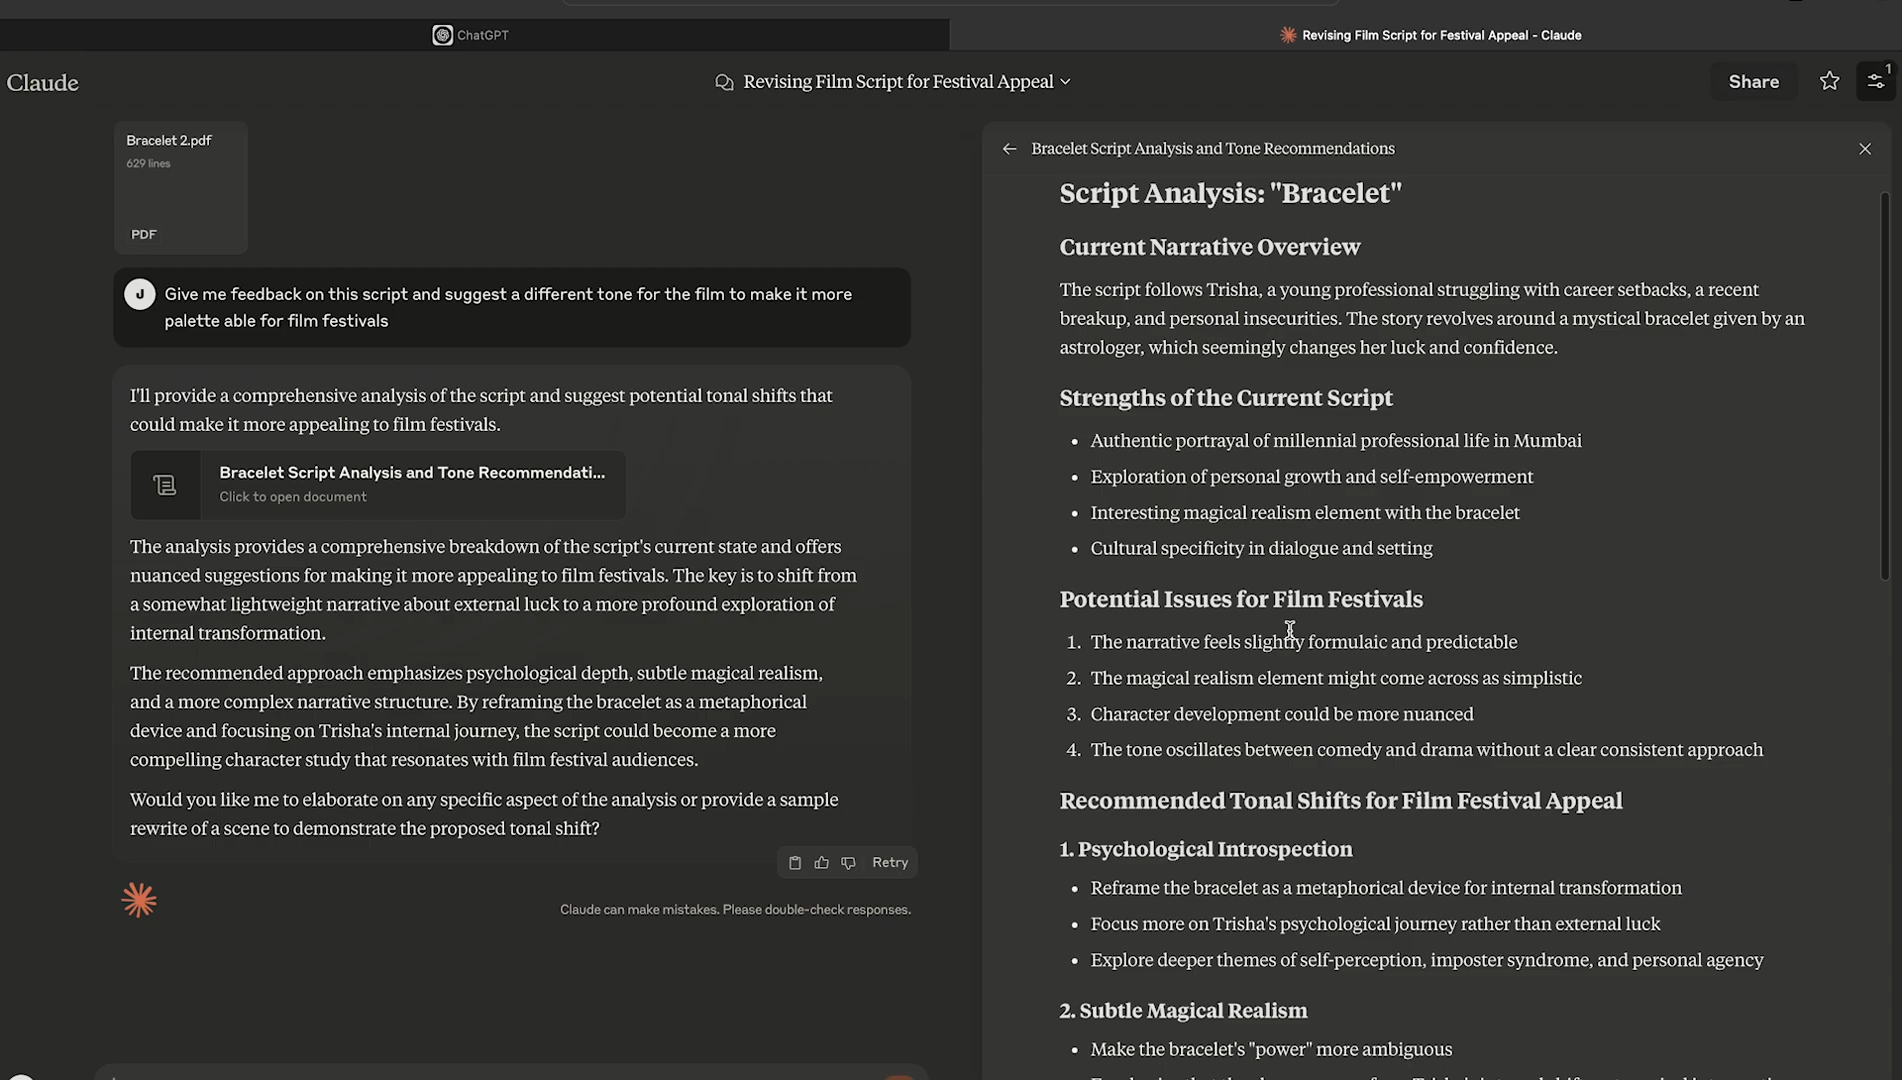 ChatGPT
Revising Film Script for Festival Appeal - Claude
Claude
Revising Film Script for Festival Appeal
Share
1
Bracelet 2.pdf
629 lines
PDF
J
Give me feedback on this script and suggest a different tone for the film to make it more
palette able for film festivals
I'll provide a comprehensive analysis of the script and suggest potential tonal shifts that
could make it more appealing to film festivals.
Bracelet Script Analysis and Tone Recommendati...
Click to open document
The analysis provides a comprehensive breakdown of the script's current state and offers
nuanced suggestions for making it more appealing to film festivals. The key is to shift from
a somewhat lightweight narrative about external luck to a more profound exploration of
internal transformation.
The recommended approach emphasizes psychological depth, subtle magical realism,
and a more complex narrative structure. By reframing the bracelet as a metaphorical
device and focusing on Trisha's internal journey, the script could become a more
compelling character study that resonates with film festival audiences.
Would you like me to elaborate on any specific aspect of the analysis or provide a sample
rewrite of a scene to demonstrate the proposed tonal shift?
Retry
Claude can make mistakes. Please double-check responses.
Bracelet Script Analysis and Tone Recommendations
Script Analysis: "Bracelet"
Current Narrative Overview
The script follows Trisha, a young professional struggling with career setbacks, a recent
breakup, and personal insecurities. The story revolves around a mystical bracelet given by an
astrologer, which seemingly changes her luck and confidence.
Strengths of the Current Script
• Authentic portrayal of millennial professional life in Mumbai
• Exploration of personal growth and self-empowerment
• Interesting magical realism element with the bracelet
• Cultural specificity in dialogue and setting
Potential Issues for Film Festivals
1. The narrative feels slightly formulaic and predictable
2. The magical realism element might come across as simplistic
3. Character development could be more nuanced
4. The tone oscillates between comedy and drama without a clear consistent approach
Recommended Tonal Shifts for Film Festival Appeal
1. Psychological Introspection
• Reframe the bracelet as a metaphorical device for internal transformation
• Focus more on Trisha's psychological journey rather than external luck
• Explore deeper themes of self-perception, imposter syndrome, and personal agency
2. Subtle Magical Realism
• Make the bracelet's "power" more ambiguous